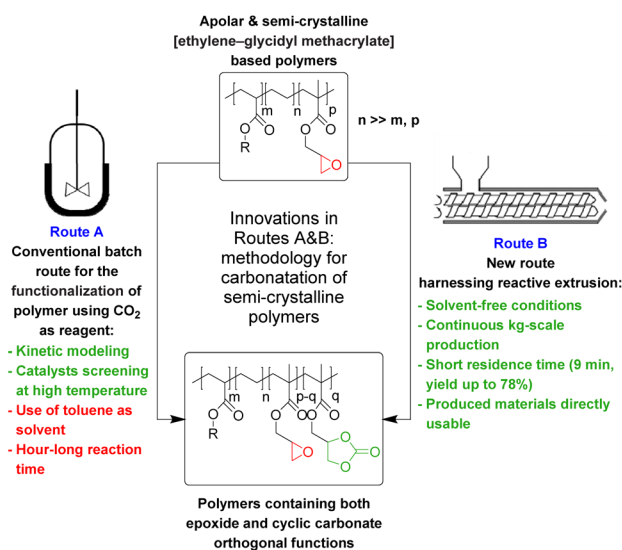 Apolar & semi-crystalline
[ethylene–glycidyl methacrylate]
based polymers
m
n
p
O
O
R
O
O
O
n >> m, p
Route A
Conventional batch
route for the
functionalization of
polymer using CO₂
as reagent:
- Kinetic modeling
- Catalysts screening
at high temperature
- Use of toluene as
solvent
- Hour-long reaction
time
Innovations in
Routes A&B:
methodology for
carbonatation of
semi-crystalline
polymers
Route B
New route
harnessing reactive extrusion:
- Solvent-free conditions
- Continuous kg-scale
production
- Short residence time (9 min,
yield up to 78%)
- Produced materials directly
usable
m
n
p-q
q
O
O
R
O
O
O
O
O
O
O
O
Polymers containing both
epoxide and cyclic carbonate
orthogonal functions